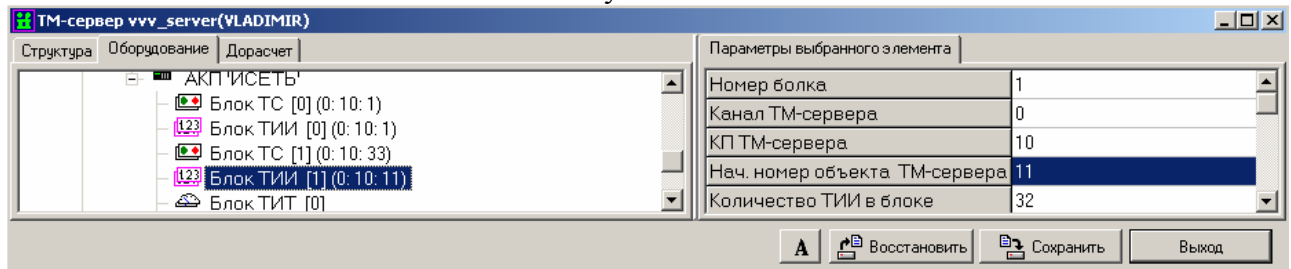 ТМ-сервер vvv_server(VLADIMIR)
Структура Оборудование Дорасчет
Параметры выбранного элемента
АКП 'ИСЕТЬ'
Блок ТС [0] (0: 10: 1)
Блок ТИИ [0] (0: 10: 1)
Блок ТС [1] (0: 10: 33)
Блок ТИИ [1] (0: 10: 11)
Блок ТИТ [0]
Номер болка 1
Канал ТМ-сервера 0
КП ТМ-сервера 10
Нач. номер объекта ТМ-сервера 11
Количество ТИИ в блоке 32
А Восстановить Сохранить Выход